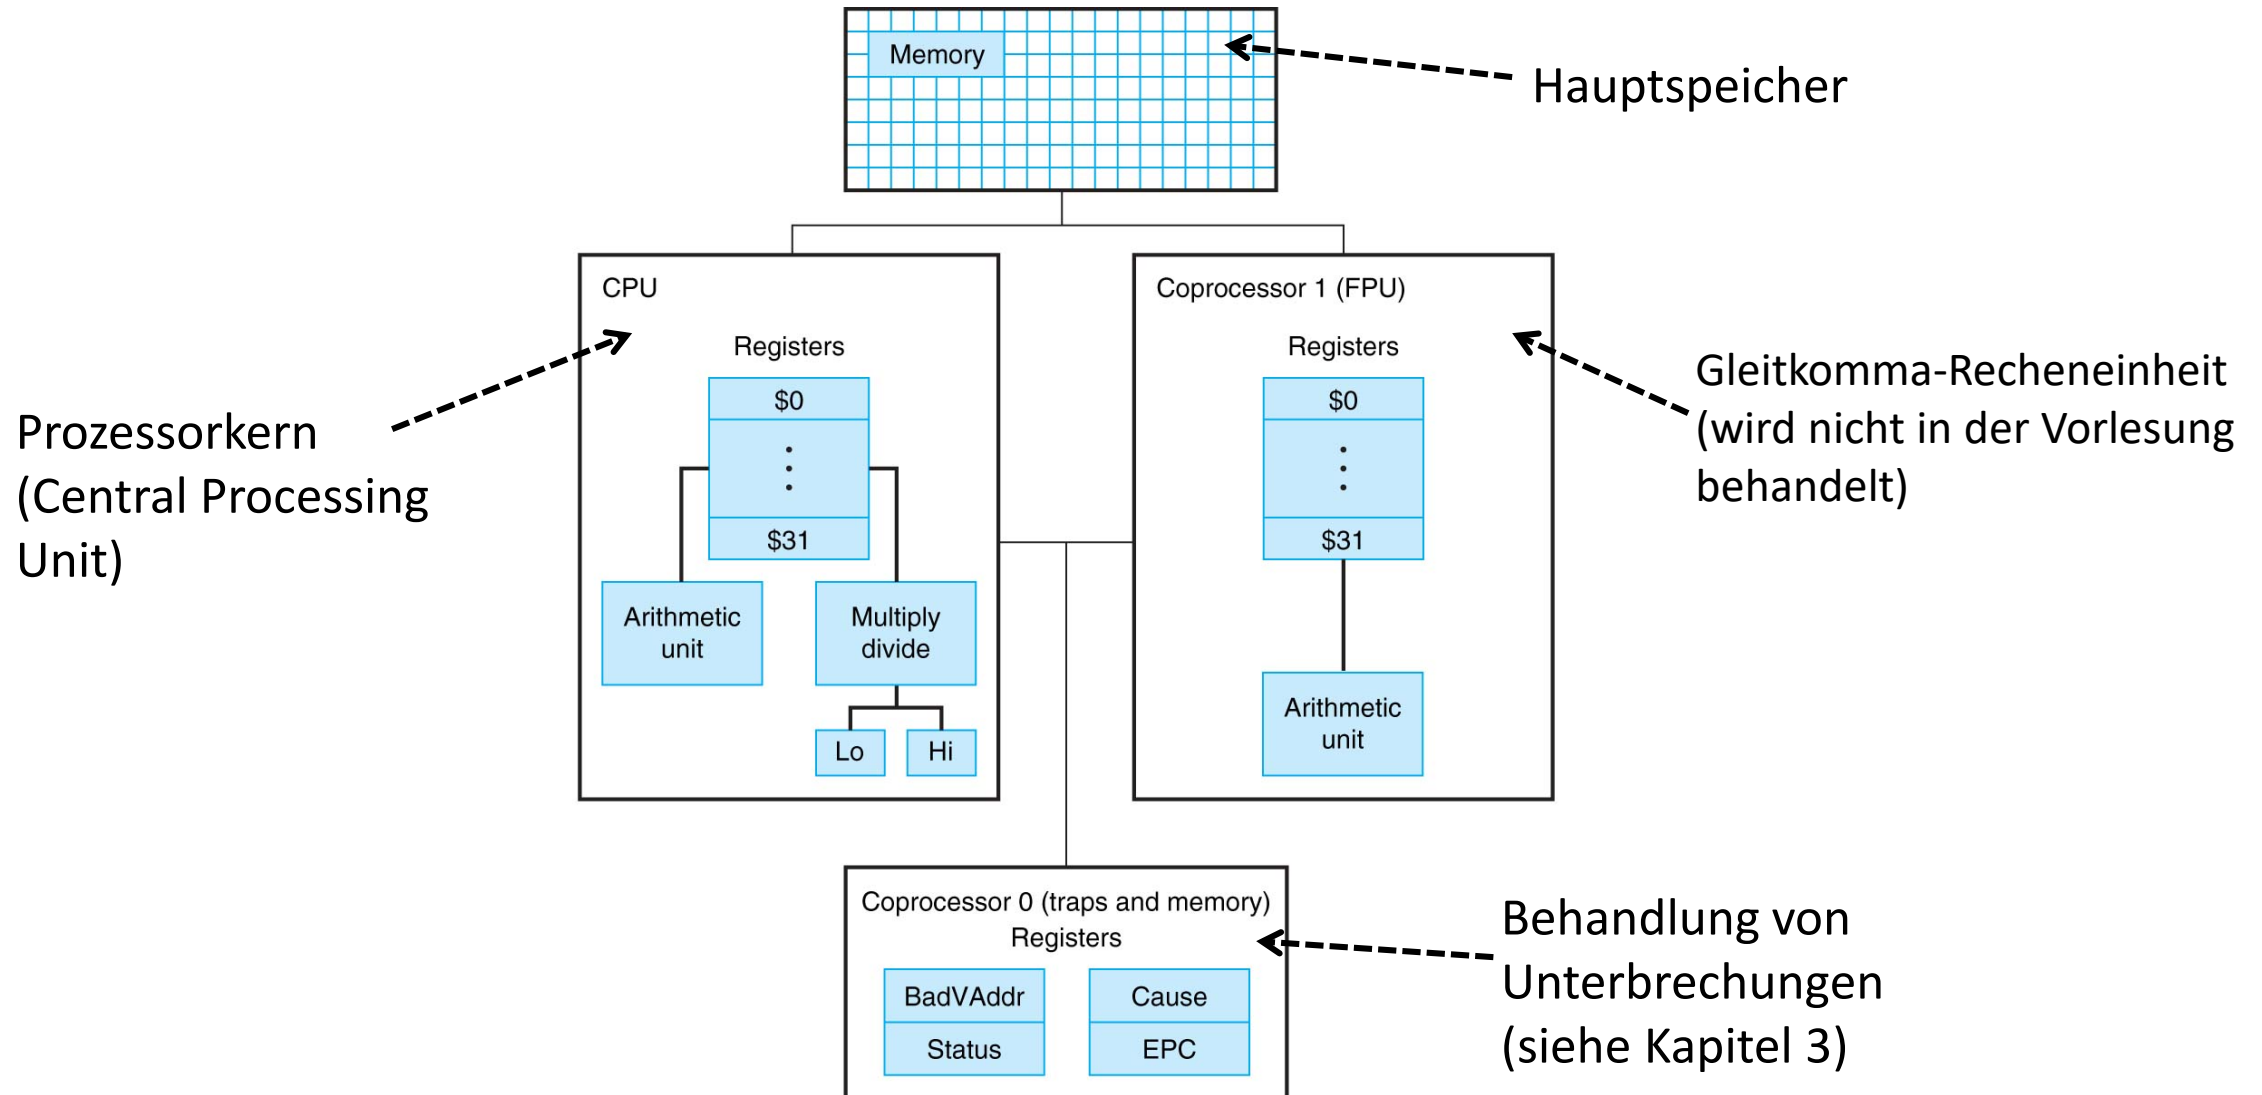 Memory
Hauptspeicher
CPU
Registers
$0
$31
Arithmetic
unit
Multiply
divide
Lo
Hi
Prozessorkern
(Central Processing
Unit)
Coprocessor 1 (FPU)
Registers
$0
$31
Arithmetic
unit
Gleitkomma-Recheneinheit
(wird nicht in der Vorlesung
behandelt)
Coprocessor 0 (traps and memory)
Registers
BadVAddr
Cause
Status
EPC
Behandlung von
Unterbrechungen
(siehe Kapitel 3)